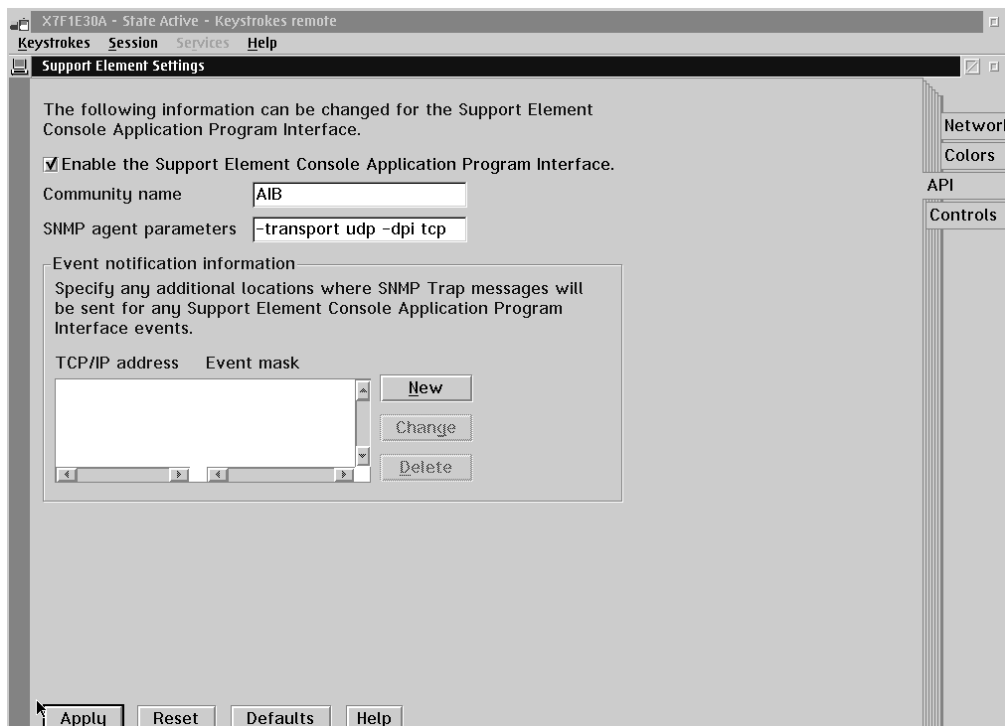 X7F1E30A - State Active - Keystrokes remote
Keystrokes Session Services Help
Support Element Settings
The following information can be changed for the Support Element
Console Application Program Interface.
Enable the Support Element Console Application Program Interface.
Community name AIB
SNMP agent parameters -transport udp -dpi tcp
Event notification information
Specify any additional locations where SNMP Trap messages will
be sent for any Support Element Console Application Program
Interface events.
TCP/IP address Event mask
New
Change
Delete
Networ
Colors
API
Controls
Apply Reset Defaults Help